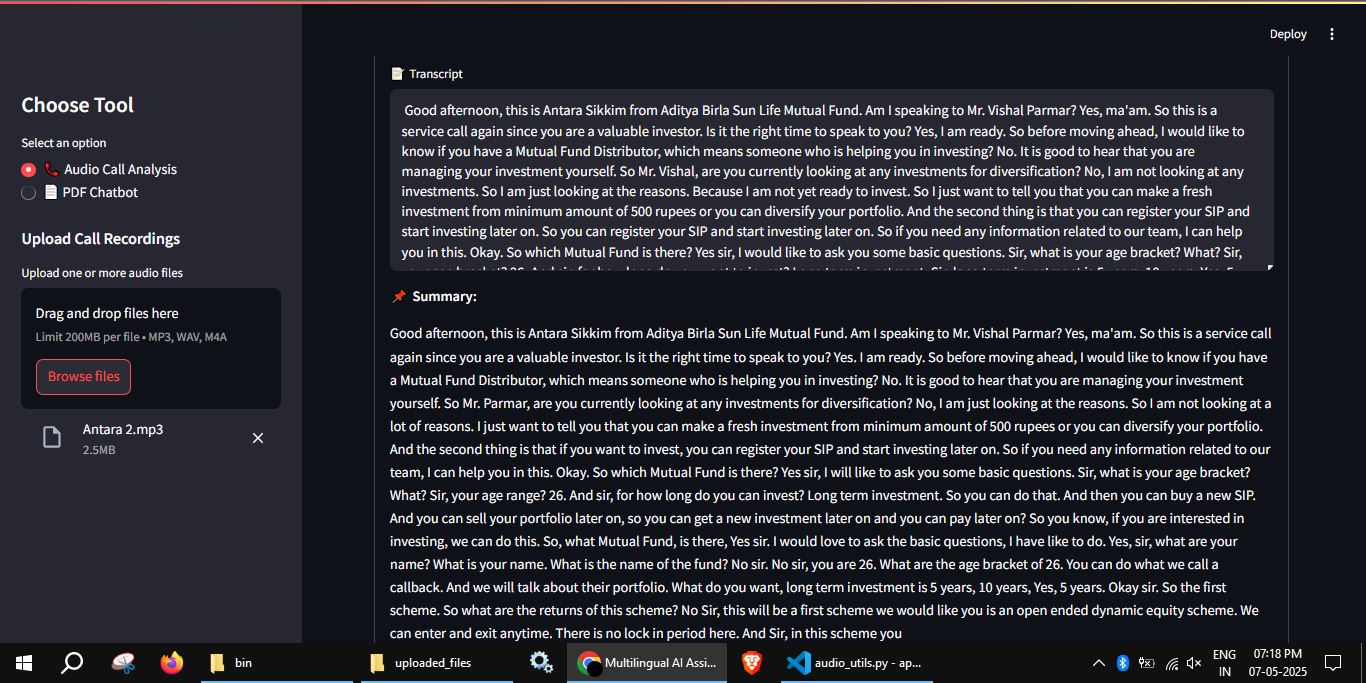 Deploy
Choose Tool
Select an option
Audio Call Analysis
PDF Chatbot
Upload Call Recordings
Upload one or more audio files
Drag and drop files here
Limit 200MB per file • MP3, WAV, M4A
Browse files
Antara 2.mp3
2.5MB
Transcript
Good afternoon, this is Antara Sikkim from Aditya Birla Sun Life Mutual Fund. Am I speaking to Mr. Vishal Parmar? Yes, ma'am. So this is a
service call again since you are a valuable investor. Is it the right time to speak to you? Yes, I am ready. So before moving ahead, I would like to
know if you have a Mutual Fund Distributor, which means someone who is helping you in investing? No. It is good to hear that you are
managing your investment yourself. So Mr. Vishal, are you currently looking at any investments for diversification? No, I am not looking at any
investments. So I am just looking at the reasons. Because I am not yet ready to invest. So I just want to tell you that you can make a fresh
investment from minimum amount of 500 rupees or you can diversify your portfolio. And the second thing is that you can register your SIP and
start investing later on. So you can register your SIP and start investing later on. So if you need any information related to our team, I can help
you in this. Okay. So which Mutual Fund is there? Yes sir, I would like to ask you some basic questions. Sir, what is your age bracket? What? Sir,
Summary:
Good afternoon, this is Antara Sikkim from Aditya Birla Sun Life Mutual Fund. Am I speaking to Mr. Vishal Parmar? Yes, ma'am. So this is a service call
again since you are a valuable investor. Is it the right time to speak to you? Yes. I am ready. So before moving ahead, I would like to know if you have
a Mutual Fund Distributor, which means someone who is helping you in investing? No. It is good to hear that you are managing your investment
yourself. So Mr. Parmar, are you currently looking at any investments for diversification? No, I am just looking at the reasons. So I am not looking at a
lot of reasons. I just want to tell you that you can make a fresh investment from minimum amount of 500 rupees or you can diversify your portfolio.
And the second thing is that if you want to invest, you can register your SIP and start investing later on. So if you need any information related to our
team, I can help you in this. Okay. So which Mutual Fund is there? Yes sir, I will like to ask you some basic questions. Sir, what is your age bracket?
What? Sir, your age range? 26. And sir, for how long do you can invest? Long term investment. So you can do that. And then you can buy a new SIP.
And you can sell your portfolio later on, so you can get a new investment later on and you can pay later on? So you know, if you are interested in
investing, we can do this. So, what Mutual Fund, is there, Yes sir. I would love to ask the basic questions, I have like to do. Yes, sir, what are your
name? What is your name. What is the name of the fund? No sir. No sir, you are 26. What are the age bracket of 26. You can do what we call a
callback. And we will talk about their portfolio. What do you want, long term investment is 5 years, 10 years, Yes, 5 years. Okay sir. So the first
scheme. So what are the returns of this scheme? No Sir, this will be a first scheme we would like you is an open ended dynamic equity scheme. We
can enter and exit anytime. There is no lock in period here. And Sir, in this scheme you
bin
uploaded_files
Multilingual AI Assi...
audio_utils.py - ap...
ENG
IN
07:18 PM
07-05-2025